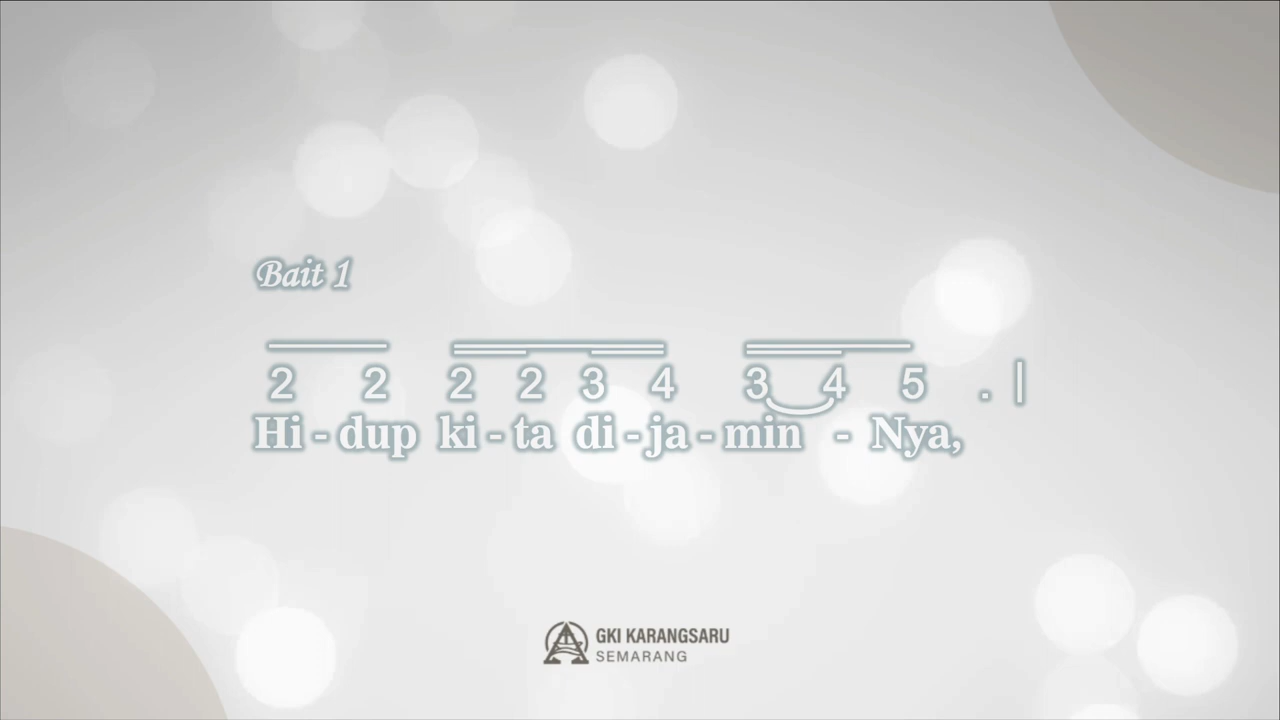 Bait 1
2 2 2 2 3 4 3 4 5 . |
Hi - dup ki - ta di - ja - min - Nya,
GKI KARANGSARU
SEMARANG